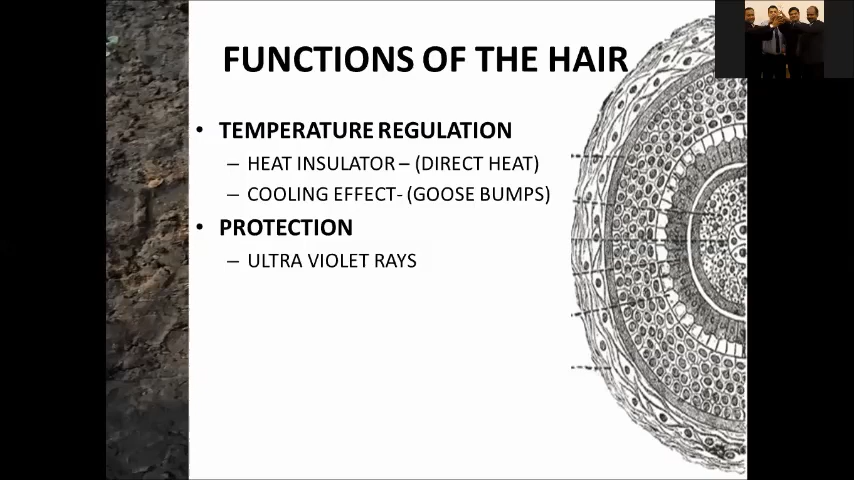 FUNCTIONS OF THE HAIR
• TEMPERATURE REGULATION
– HEAT INSULATOR – (DIRECT HEAT)
– COOLING EFFECT- (GOOSE BUMPS)
• PROTECTION
– ULTRA VIOLET RAYS